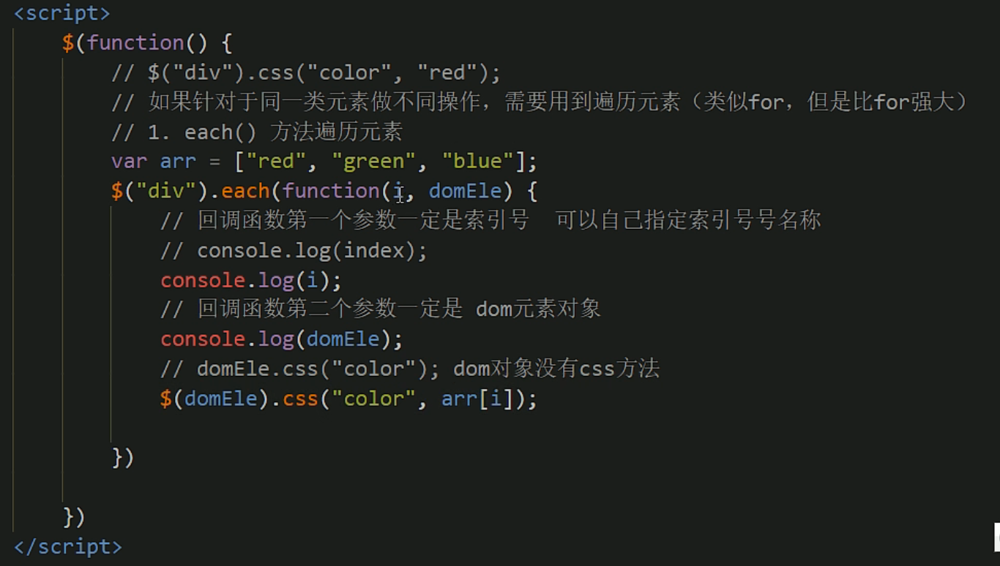 <script>
$(function() {
// $("div").css("color", "red");
// 如果针对于同一类元素做不同操作，需要用到遍历元素（类似for，但是比for强大）
// 1. each() 方法遍历元素
var arr = ["red", "green", "blue"];
$("div").each(function(i, domEle) {
// 回调函数第一个参数一定是索引号  可以自己指定索引号号名称
// console.log(index);
console.log(i);
// 回调函数第二个参数一定是 dom元素对象
console.log(domEle);
// domEle.css("color"); dom对象没有css方法
$(domEle).css("color", arr[i]);
})
})
</script>